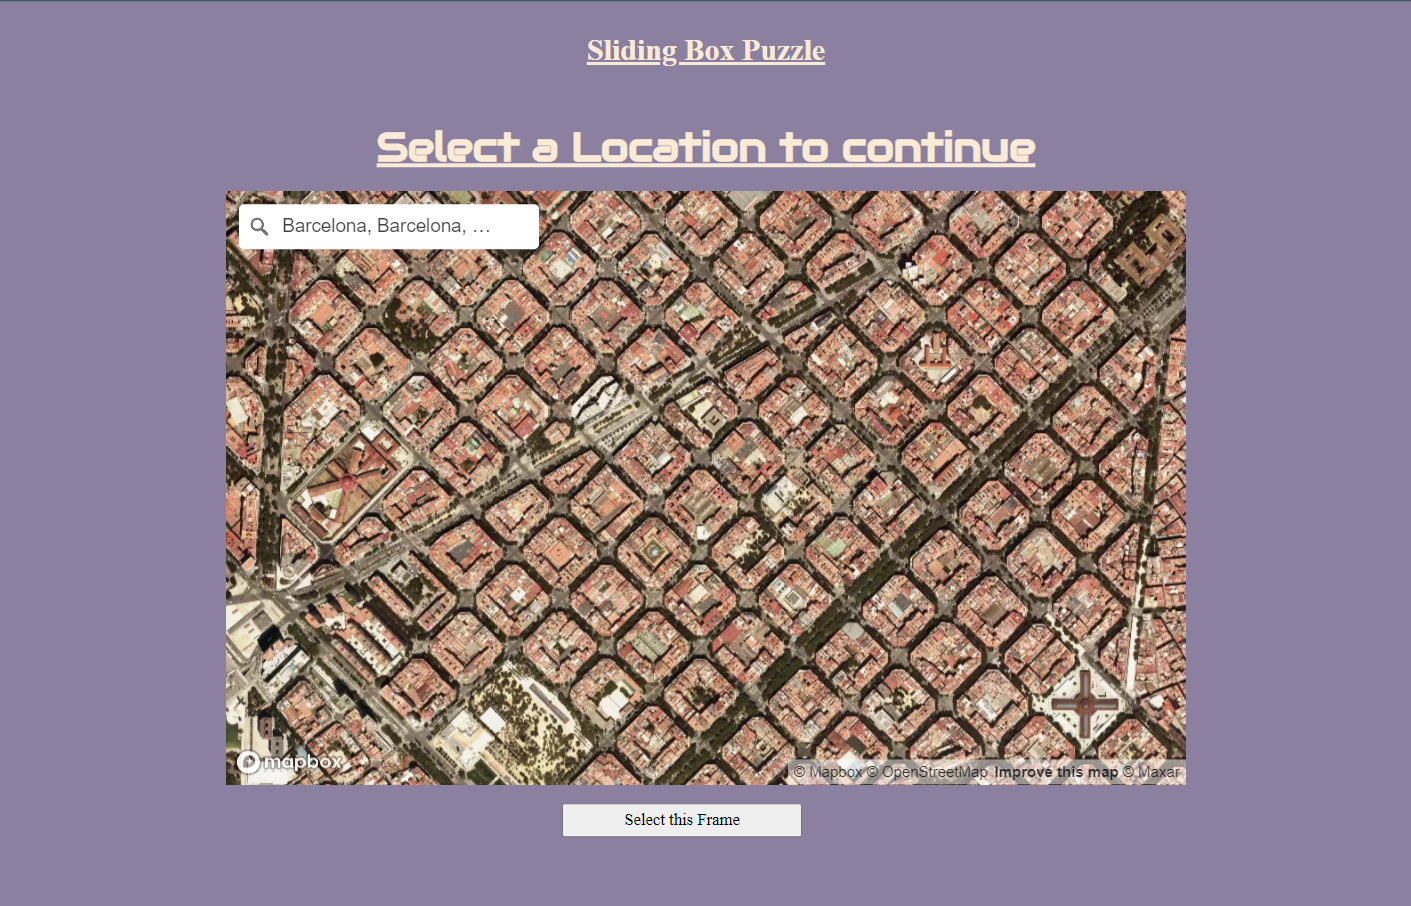 Sliding Box Puzzle
Select a Location to continue
Barcelona, Barcelona, …
mapbox
© Mapbox © OpenStreetMap Improve this map © Maxar
Select this Frame